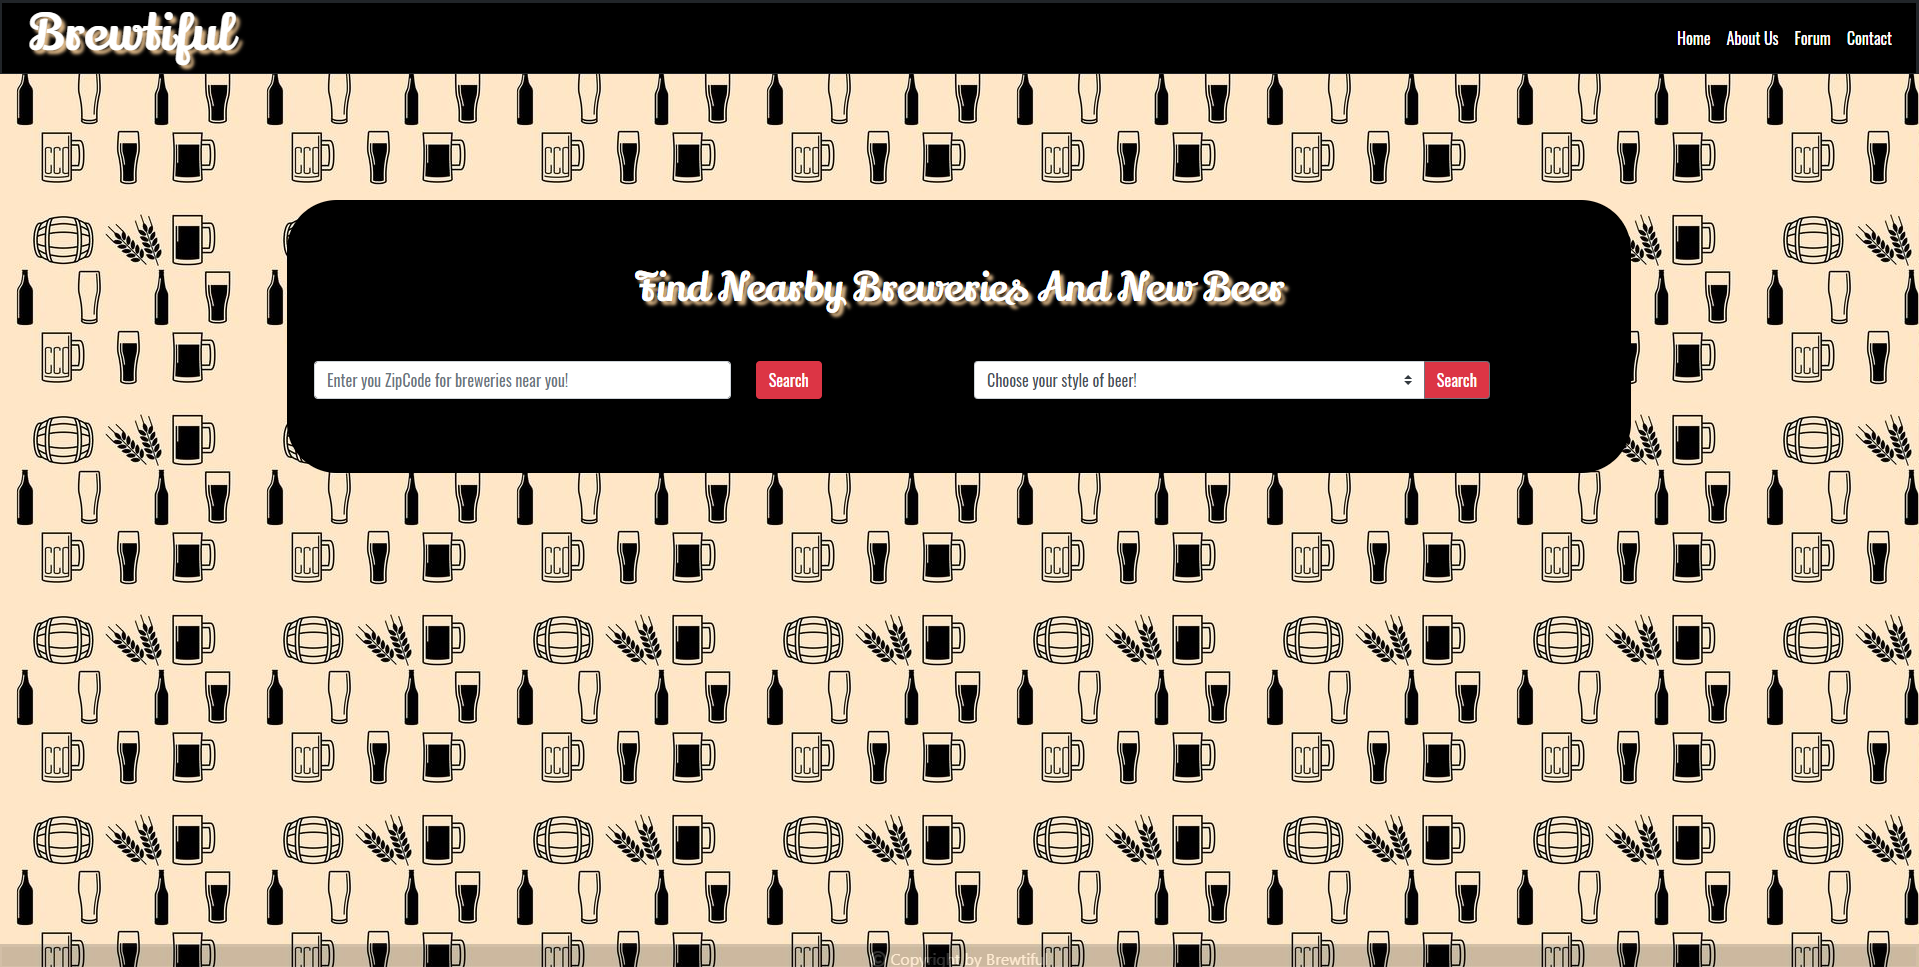 Brewtiful
Home About Us Forum Contact
Find Nearby Breweries And New Beer
Enter you ZipCode for breweries near you!
Search
Choose your style of beer!
Search
© Copyright by Brewtiful